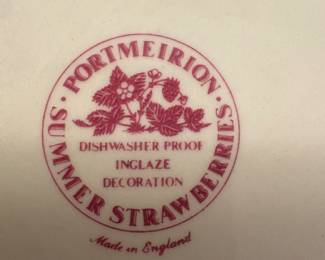 · PORTMEIRION ·
DISHWASHER PROOF
INGLAZE
DECORATION
SUMMER STRAWBERRIES
Made in England